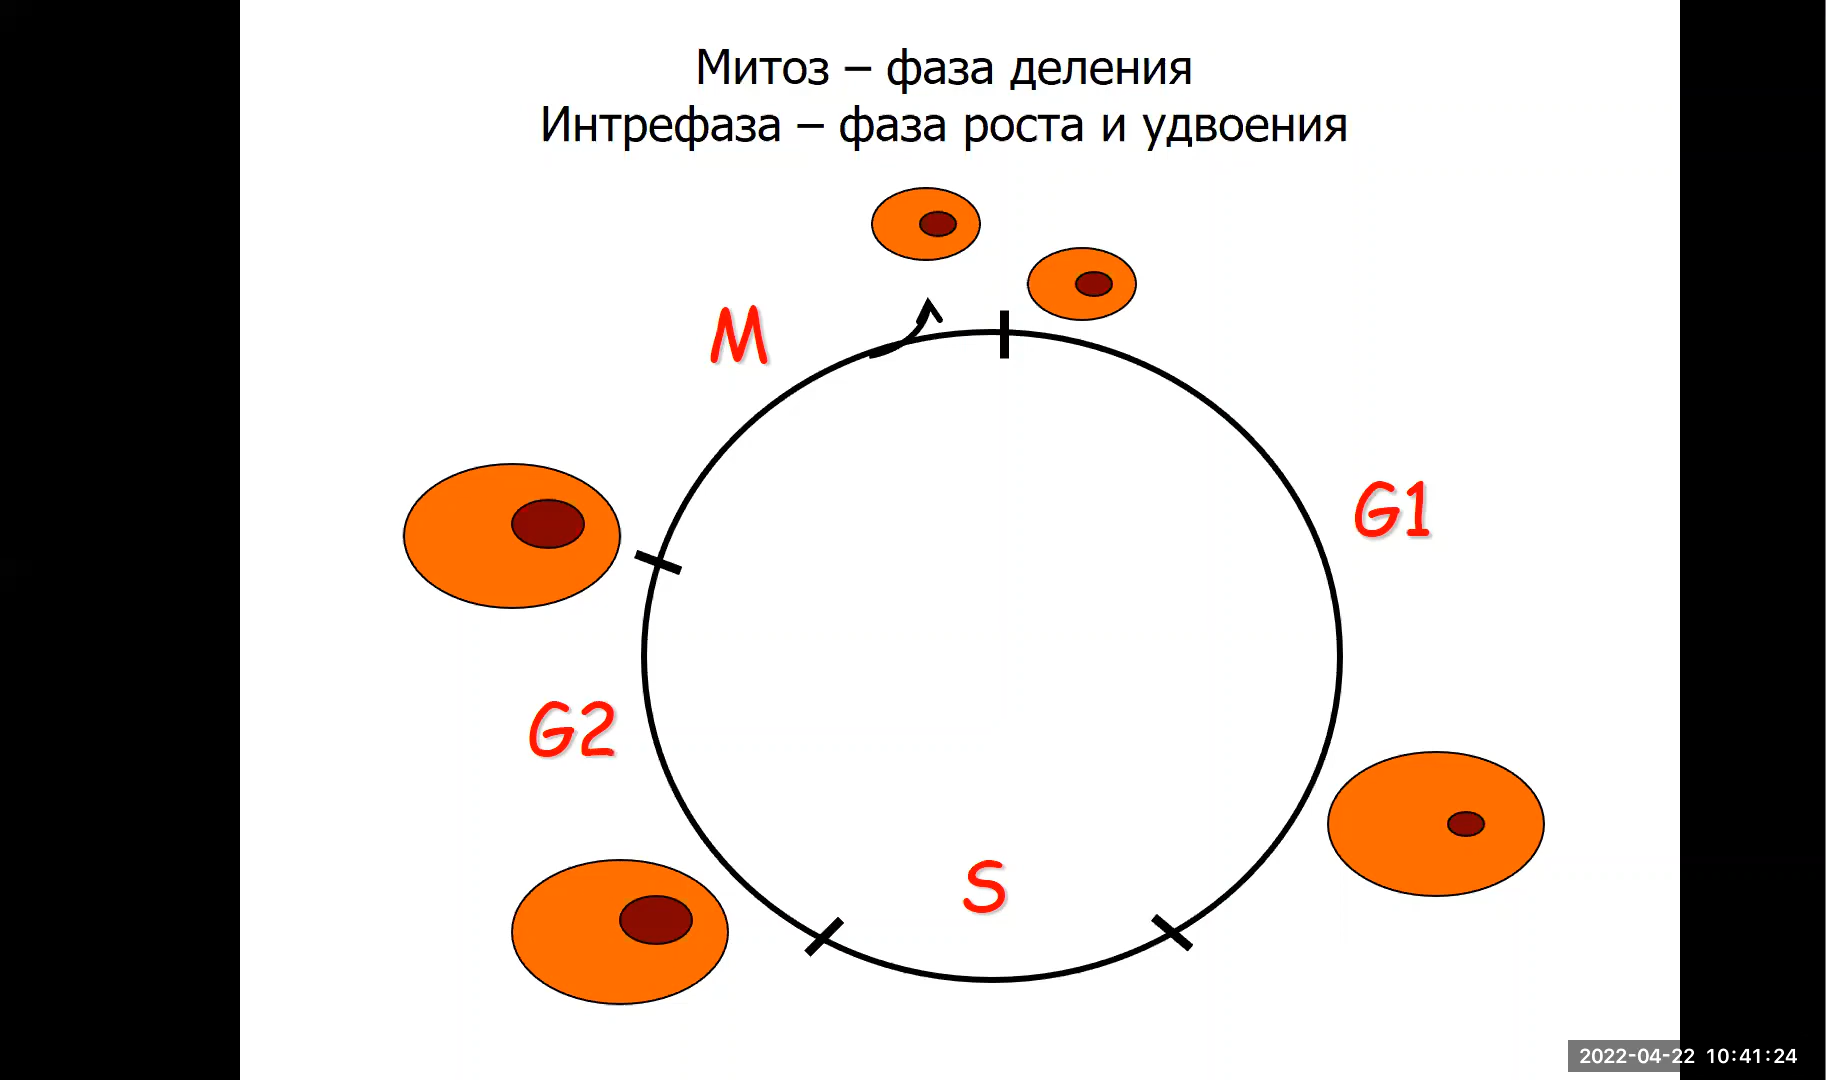 Митоз – фаза деления
Интрефаза – фаза роста и удвоения
M
G1
G2
S
2022-04-22 10:41:24